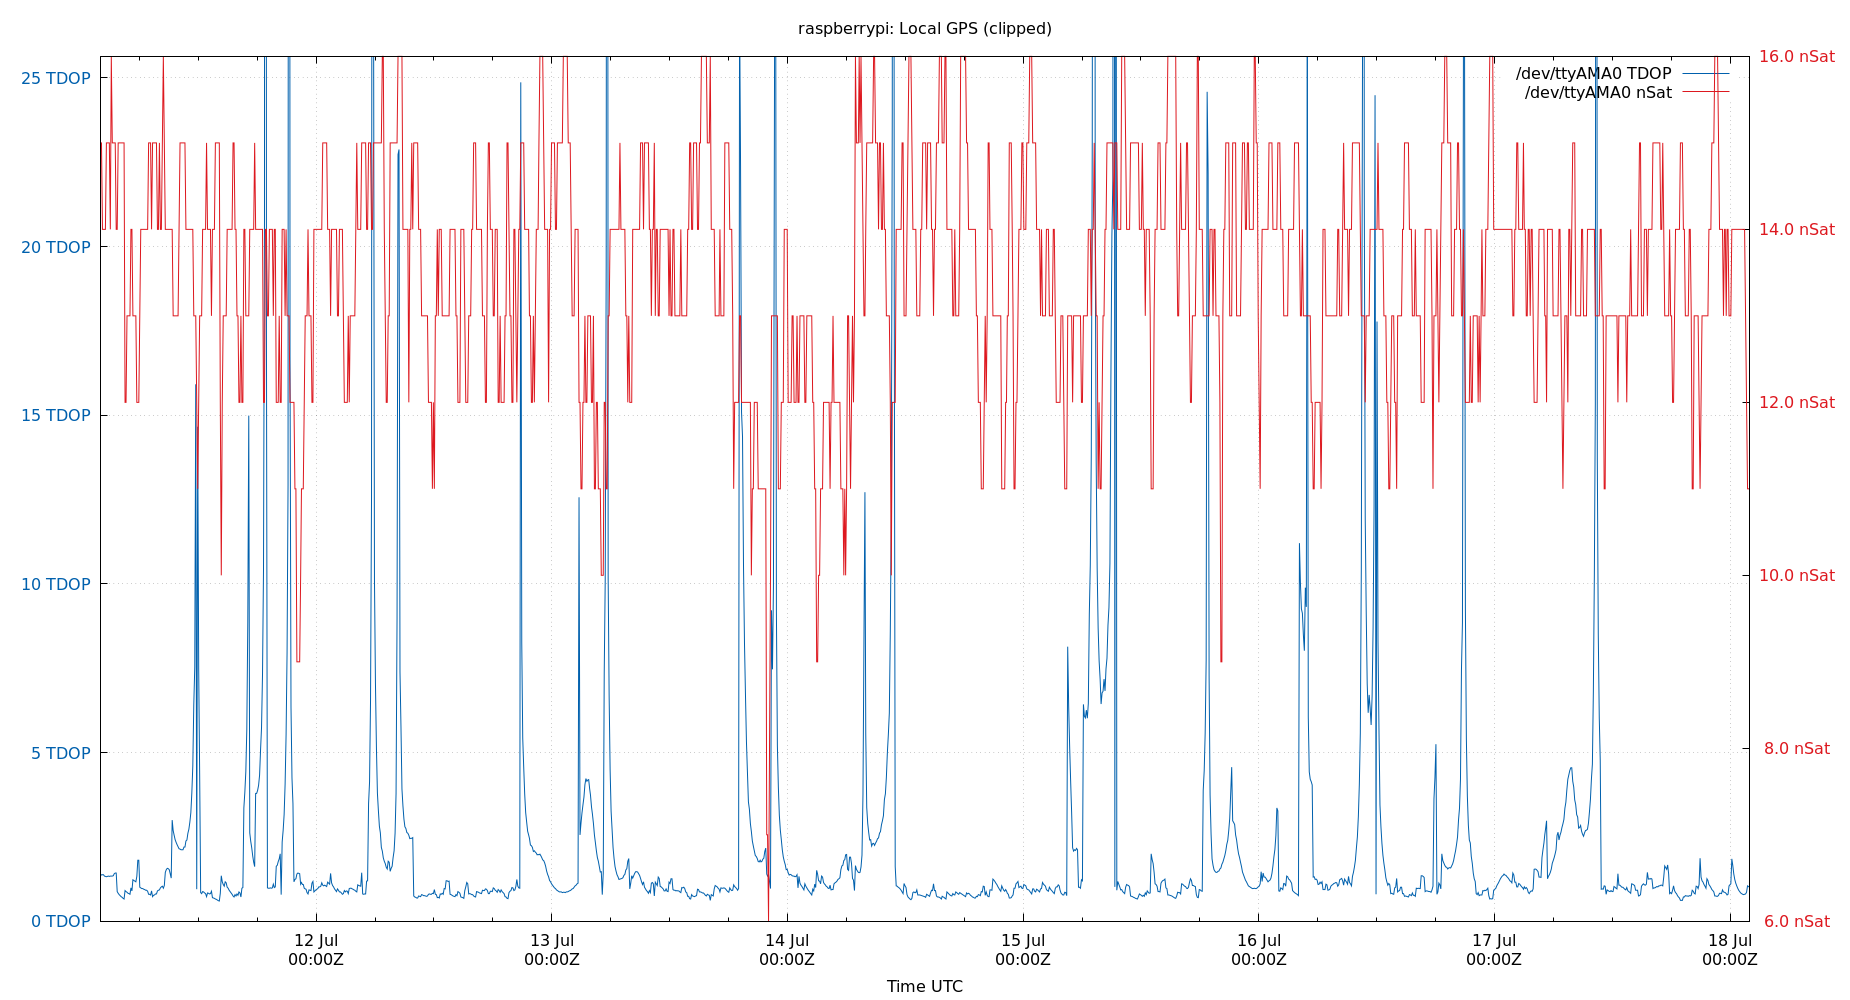 raspberrypi: Local GPS (clipped)
25 TDOP
20 TDOP
15 TDOP
10 TDOP
5 TDOP
0 TDOP
16.0 nSat
14.0 nSat
12.0 nSat
10.0 nSat
8.0 nSat
6.0 nSat
/dev/ttyAMA0 TDOP
/dev/ttyAMA0 nSat
12 Jul
00:00Z
13 Jul
00:00Z
14 Jul
00:00Z
15 Jul
00:00Z
16 Jul
00:00Z
17 Jul
00:00Z
18 Jul
00:00Z
Time UTC